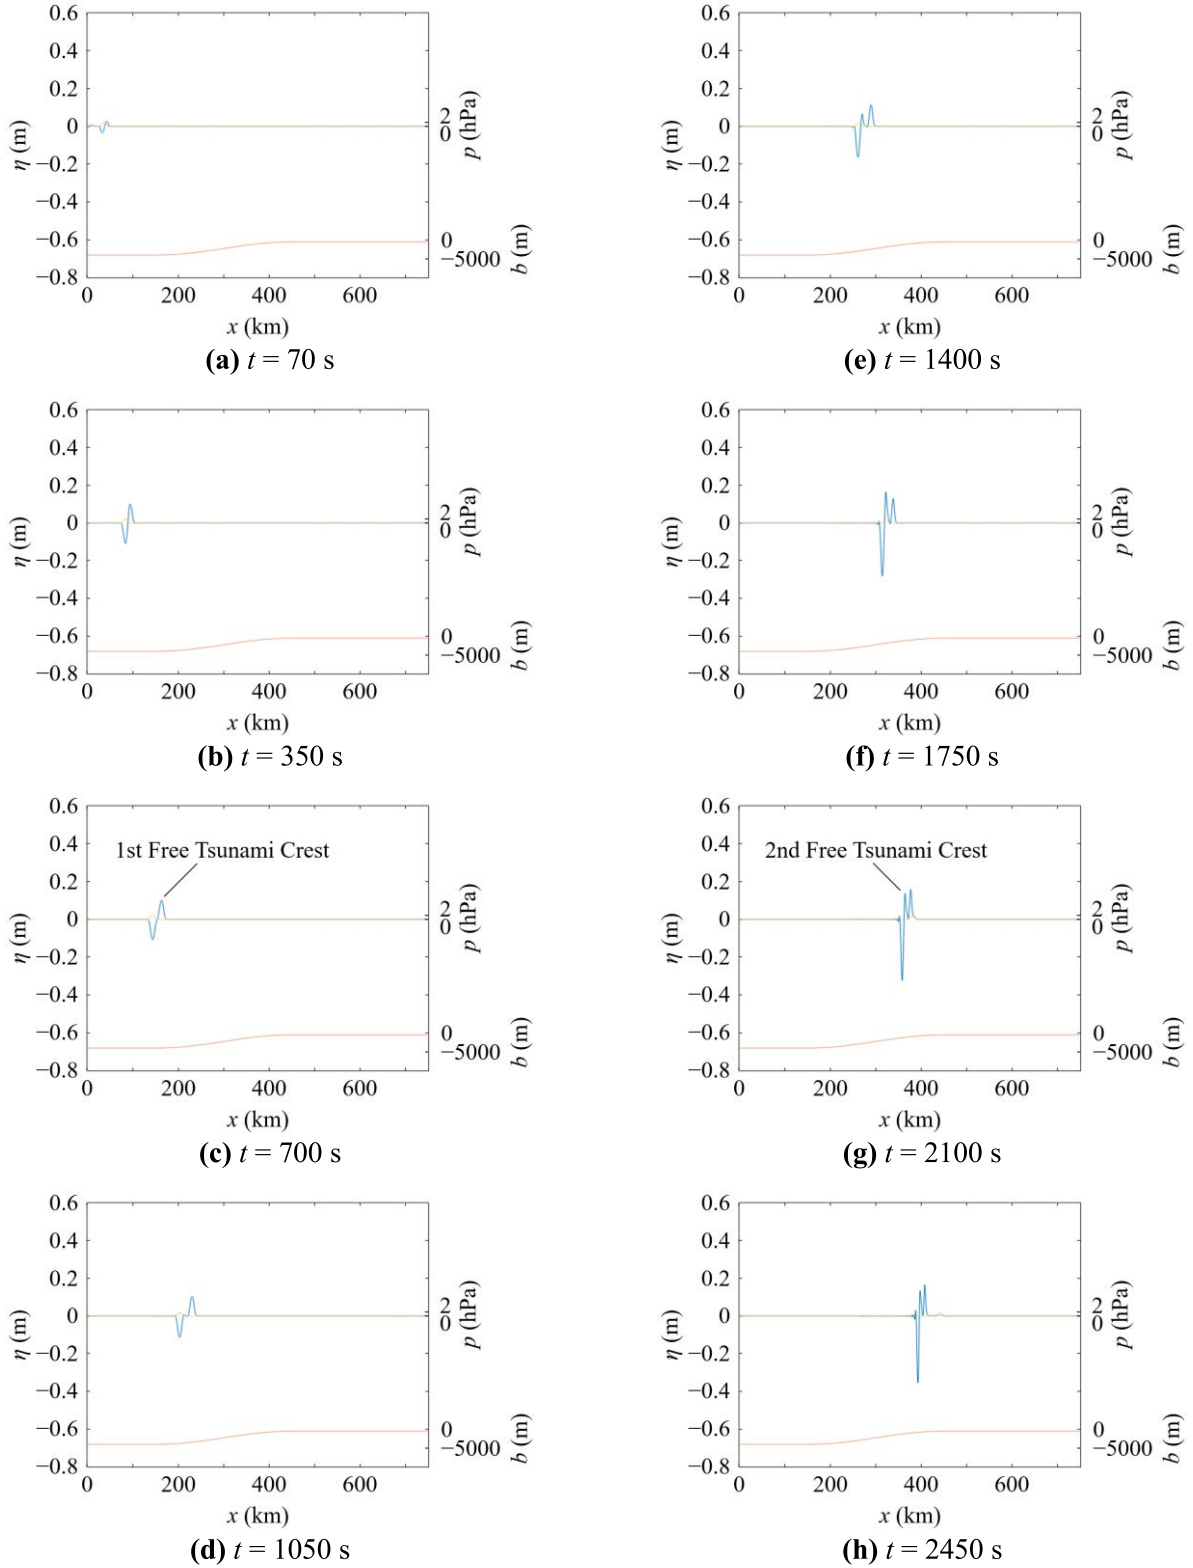 0.6
0.4
0.2
0
−0.2
−0.4
−0.6
−0.8
η (m)
2
0
p (hPa)
0
−5000
b (m)
0 200 400 600
x (km)
(a) t = 70 s
0.6
0.4
0.2
0
−0.2
−0.4
−0.6
−0.8
η (m)
2
0
p (hPa)
0
−5000
b (m)
0 200 400 600
x (km)
(e) t = 1400 s
0.6
0.4
0.2
0
−0.2
−0.4
−0.6
−0.8
η (m)
2
0
p (hPa)
0
−5000
b (m)
0 200 400 600
x (km)
(b) t = 350 s
0.6
0.4
0.2
0
−0.2
−0.4
−0.6
−0.8
η (m)
2
0
p (hPa)
0
−5000
b (m)
0 200 400 600
x (km)
(f) t = 1750 s
0.6
0.4
0.2
0
−0.2
−0.4
−0.6
−0.8
η (m)
1st Free Tsunami Crest
2
0
p (hPa)
0
−5000
b (m)
0 200 400 600
x (km)
(c) t = 700 s
0.6
0.4
0.2
0
−0.2
−0.4
−0.6
−0.8
η (m)
2nd Free Tsunami Crest
2
0
p (hPa)
0
−5000
b (m)
0 200 400 600
x (km)
(g) t = 2100 s
0.6
0.4
0.2
0
−0.2
−0.4
−0.6
−0.8
η (m)
2
0
p (hPa)
0
−5000
b (m)
0 200 400 600
x (km)
(d) t = 1050 s
0.6
0.4
0.2
0
−0.2
−0.4
−0.6
−0.8
η (m)
2
0
p (hPa)
0
−5000
b (m)
0 200 400 600
x (km)
(h) t = 2450 s